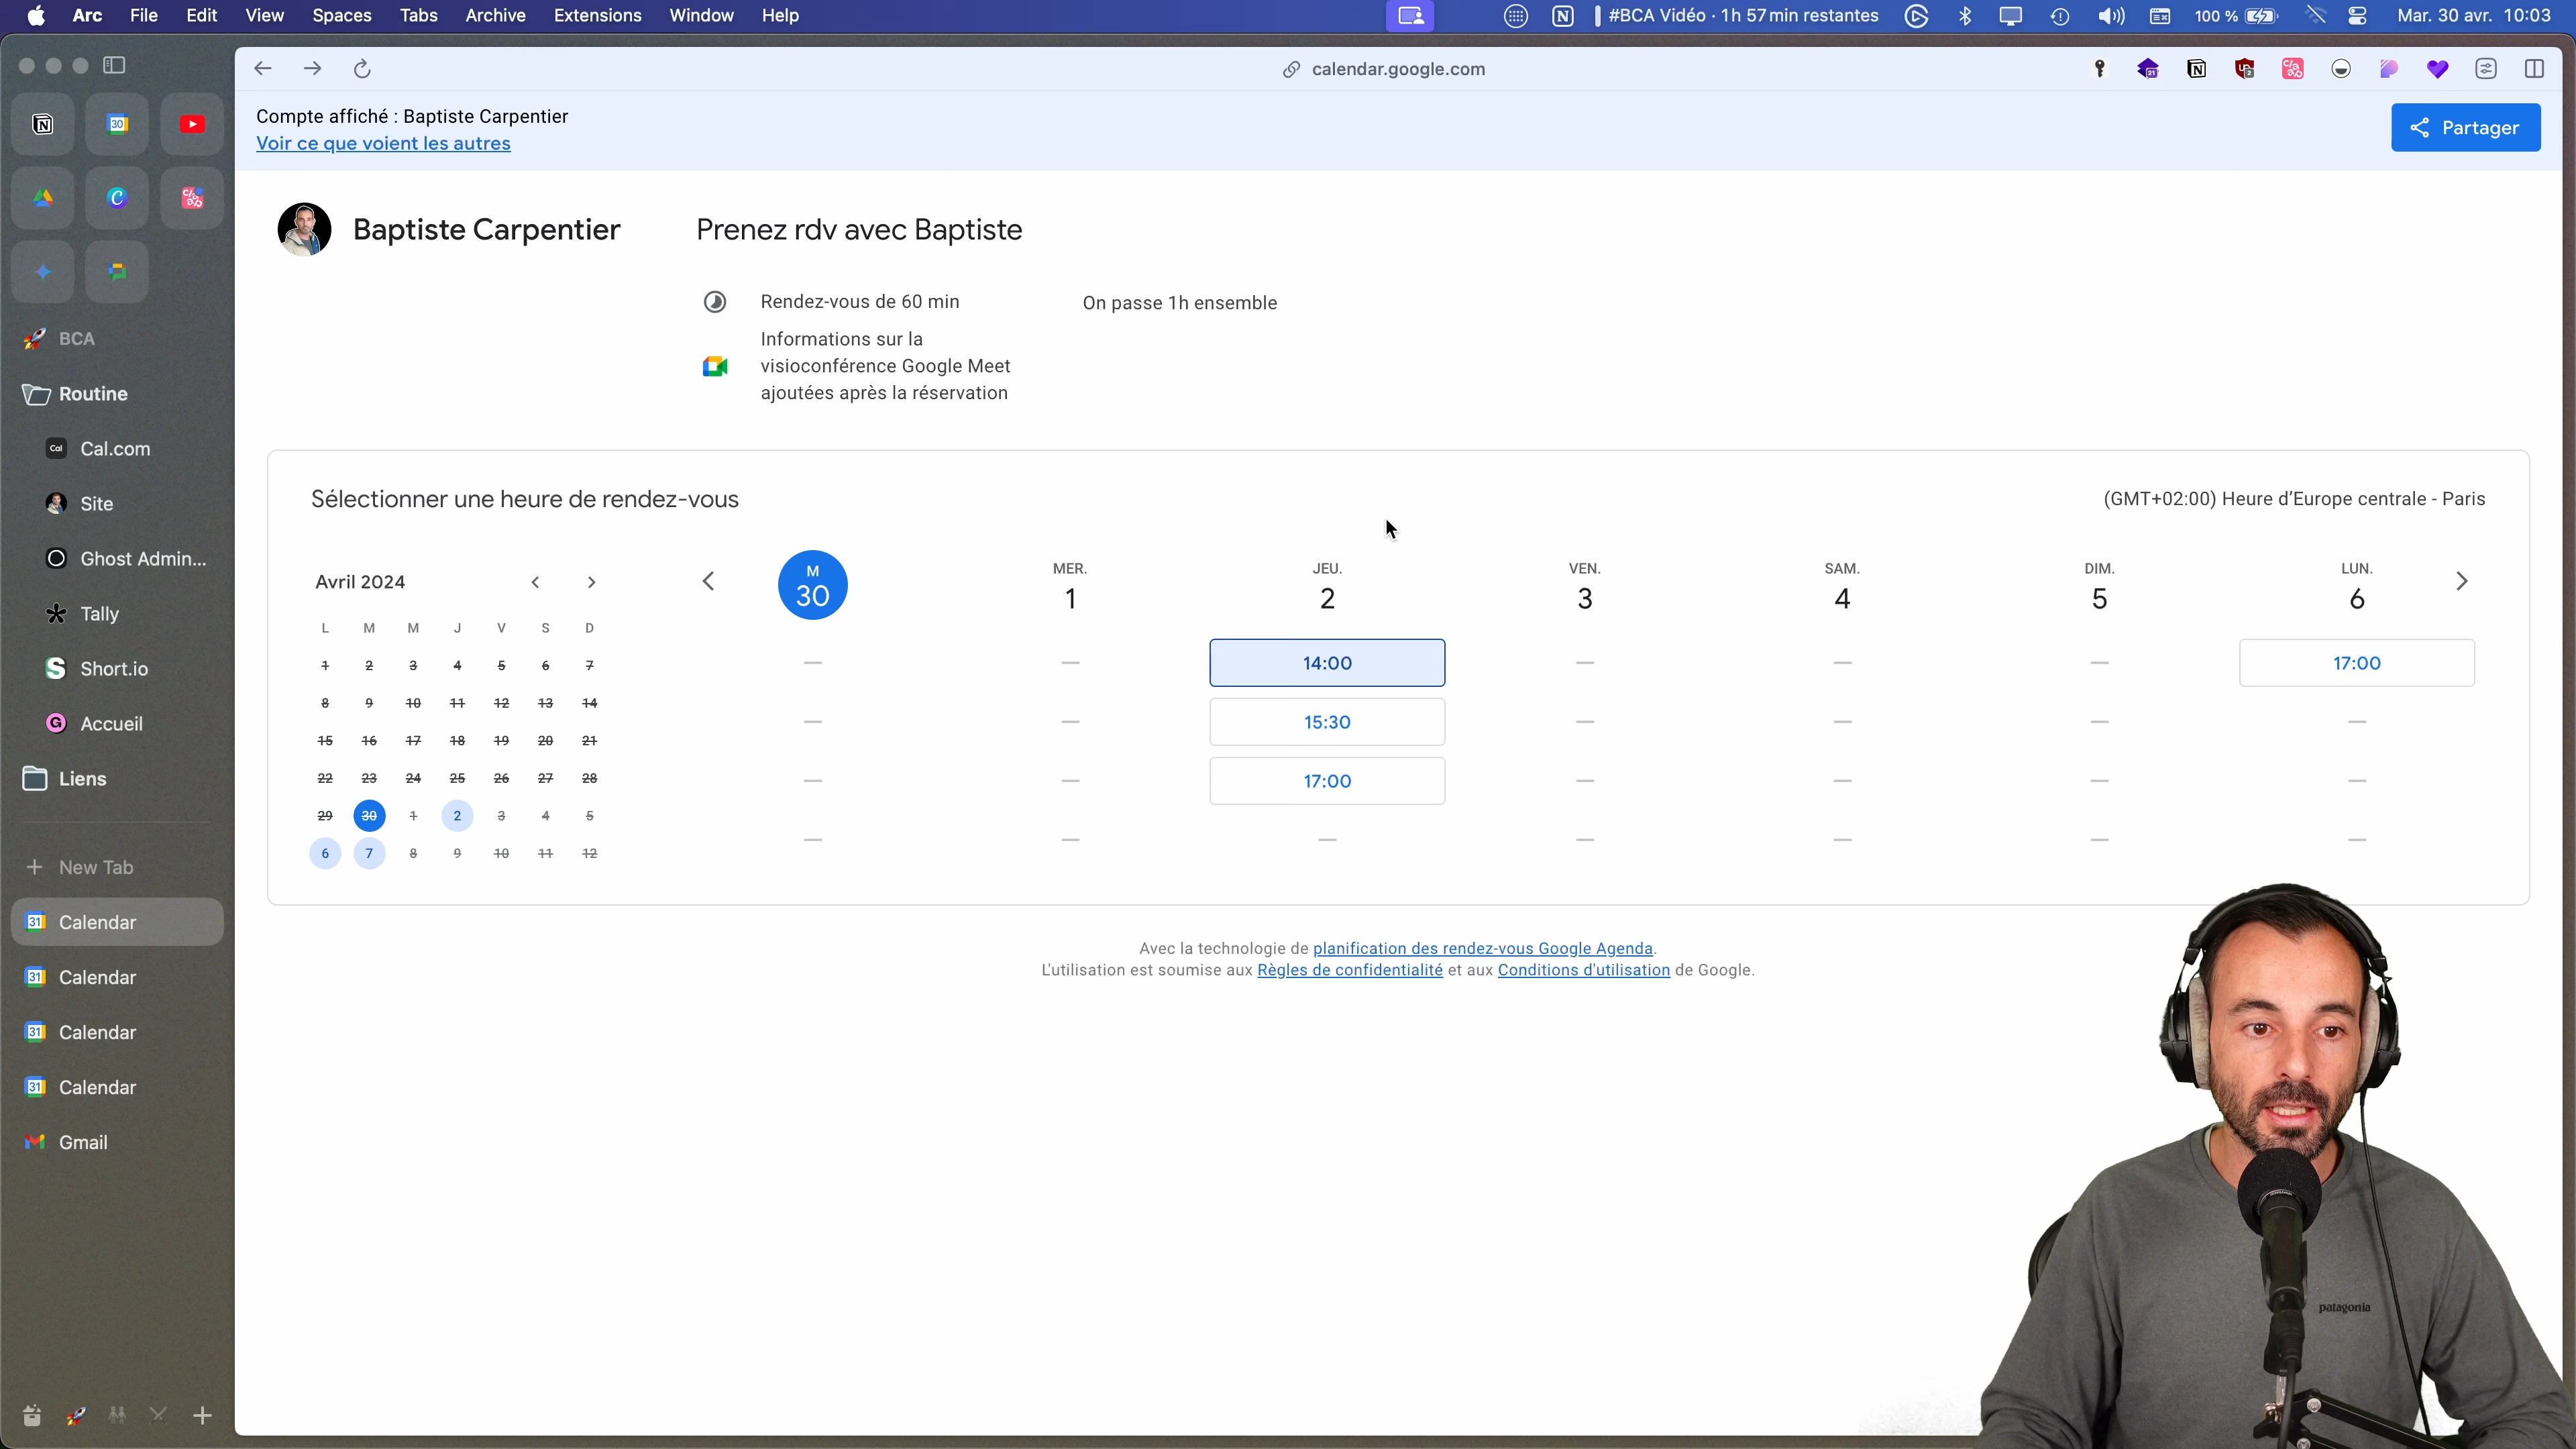 Arc File Edit View Spaces Tabs Archive Extensions Window Help
#BCA Vidéo · 1 h 57 min restantes 100 % Mar. 30 avr. 10:03
calendar.google.com
Compte affiché : Baptiste Carpentier
Voir ce que voient les autres
Partager
BCA
Routine
Cal.com
Site
Ghost Admin...
Tally
Short.io
Accueil
Liens
New Tab
Calendar
Calendar
Calendar
Calendar
Gmail
Baptiste Carpentier
Prenez rdv avec Baptiste
Rendez-vous de 60 min
On passe 1h ensemble
Informations sur la
visioconférence Google Meet
ajoutées après la réservation
Sélectionner une heure de rendez-vous
(GMT+02:00) Heure d’Europe centrale - Paris
Avril 2024
L M M J V S D
1 2 3 4 5 6 7
8 9 10 11 12 13 14
15 16 17 18 19 20 21
22 23 24 25 26 27 28
29 30 1 2 3 4 5
6 7 8 9 10 11 12
M MER. JEU. VEN. SAM. DIM. LUN.
30 1 2 3 4 5 6
— — 14:00 — — — 17:00
— — 15:30 — — — —
— — 17:00 — — — —
— — — — — — —
Avec la technologie de planification des rendez-vous Google Agenda.
L'utilisation est soumise aux Règles de confidentialité et aux Conditions d'utilisation de Google.
patagonia